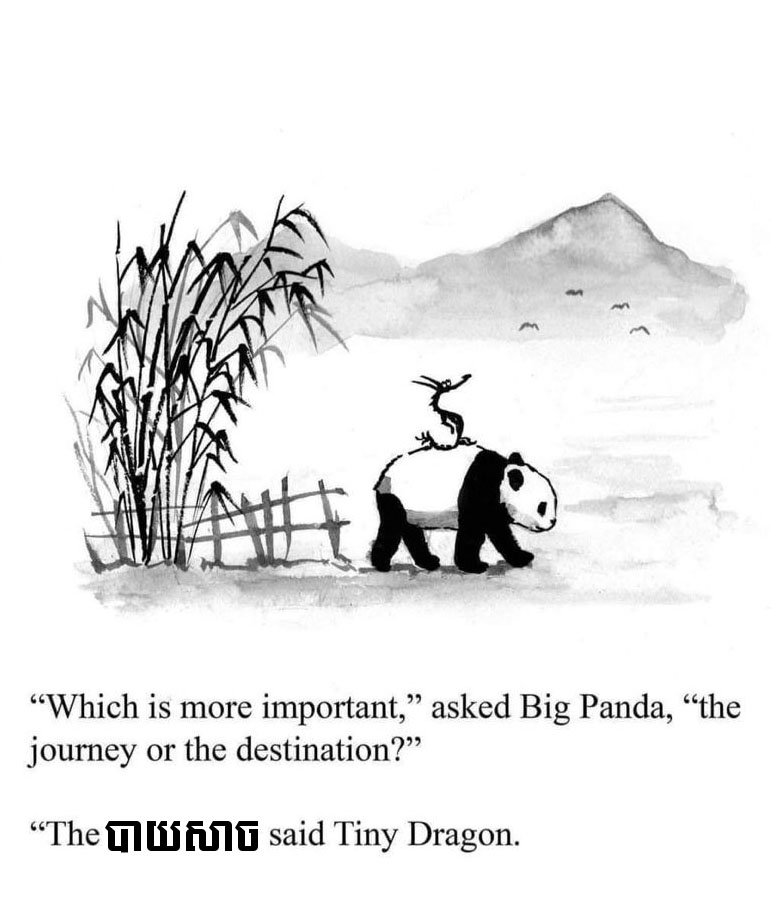 “Which is more important,” asked Big Panda, “the
journey or the destination?”
“The បាយសាច said Tiny Dragon.